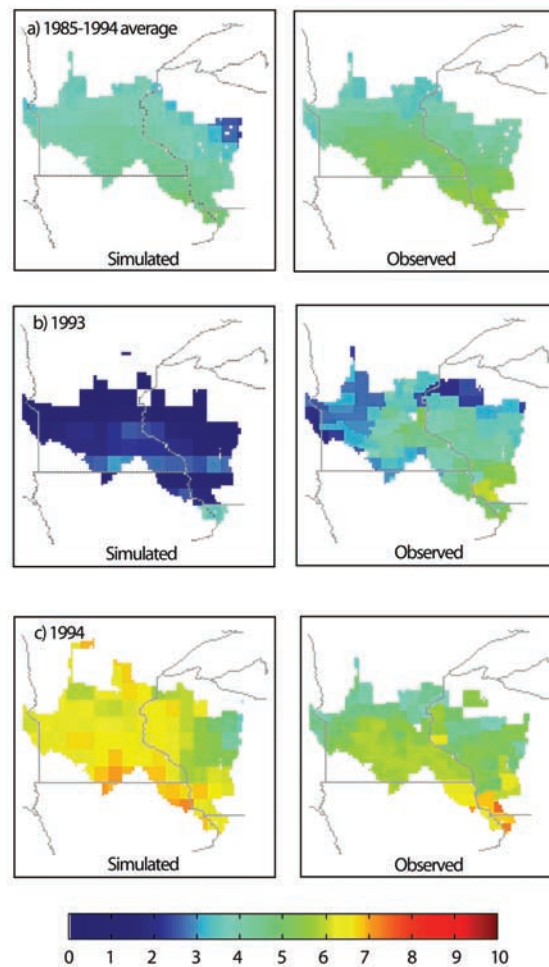 a) 1985-1994 average
Simulated
Observed
b) 1993
Simulated
Observed
c) 1994
Simulated
Observed
0 1 2 3 4 5 6 7 8 9 10